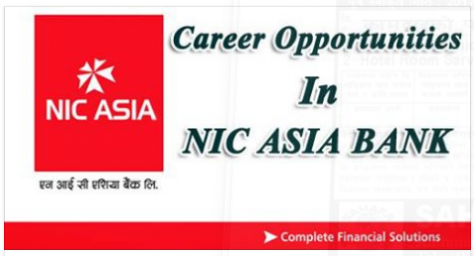 NIC ASIA
एन आई सी एशिया बैंक लि.
Career Opportunities
In
NIC ASIA BANK
Complete Financial Solutions